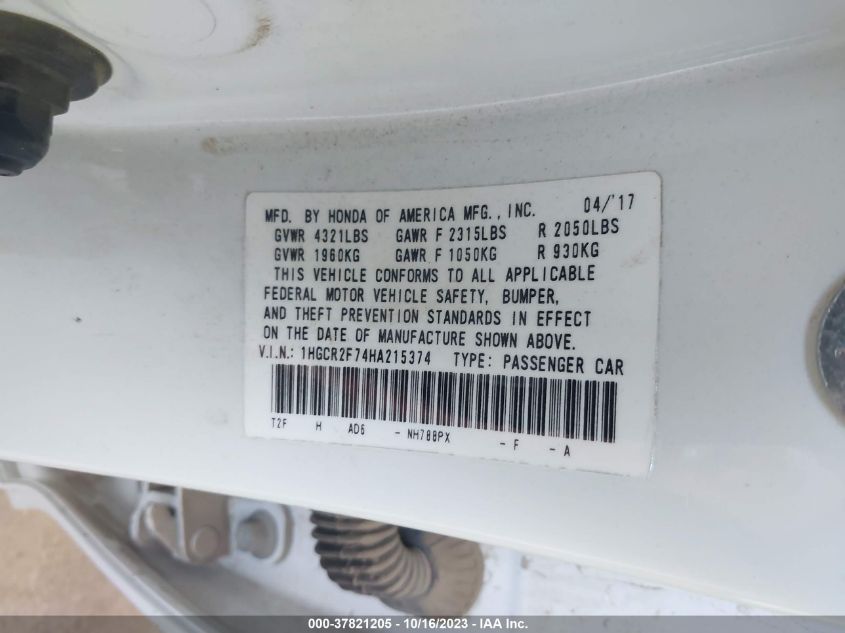 MFD. BY HONDA OF AMERICA MFG., INC. 04/'17
GVWR 4321LBS GAWR F 2315LBS R 2050LBS
GVWR 1960KG GAWR F 1050KG R 930KG
THIS VEHICLE CONFORMS TO ALL APPLICABLE
FEDERAL MOTOR VEHICLE SAFETY, BUMPER,
AND THEFT PREVENTION STANDARDS IN EFFECT
ON THE DATE OF MANUFACTURE SHOWN ABOVE.
V.I.N.: 1HGCR2F74HA215374 TYPE: PASSENGER CAR
T2F H AD6 - NH788PX - F - A
000-37821205 - 10/16/2023 - IAA Inc.